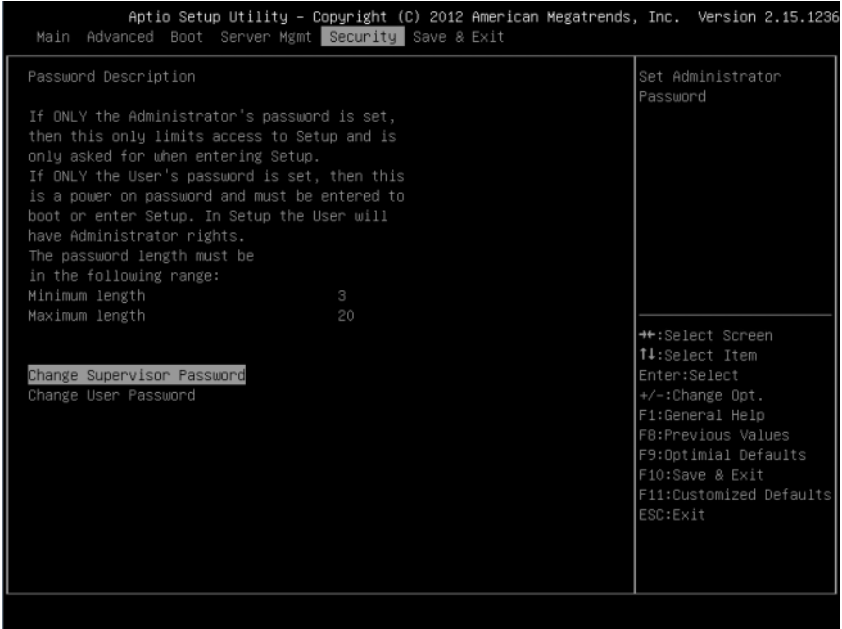 Aptio Setup Utility – Copyright (C) 2012 American Megatrends, Inc. Version 2.15.1236
Main Advanced Boot Server Mgmt Security Save & Exit
Password Description
If ONLY the Administrator's password is set,
then this only limits access to Setup and is
only asked for when entering Setup.
If ONLY the User's password is set, then this
is a power on password and must be entered to
boot or enter Setup. In Setup the User will
have Administrator rights.
The password length must be
in the following range:
Minimum length 3
Maximum length 20
Change Supervisor Password
Change User Password
Set Administrator
Password
→←:Select Screen
↑↓:Select Item
Enter:Select
+/-:Change Opt.
F1:General Help
F8:Previous Values
F9:Optimial Defaults
F10:Save & Exit
F11:Customized Defaults
ESC:Exit